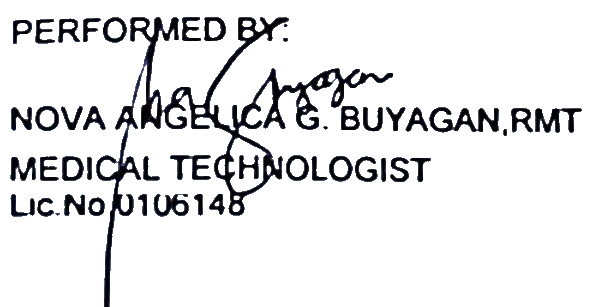 PERFORMED BY:
NOVA ANGELICA G. BUYAGAN,RMT
MEDICAL TECHNOLOGIST
Lic.No 0106148